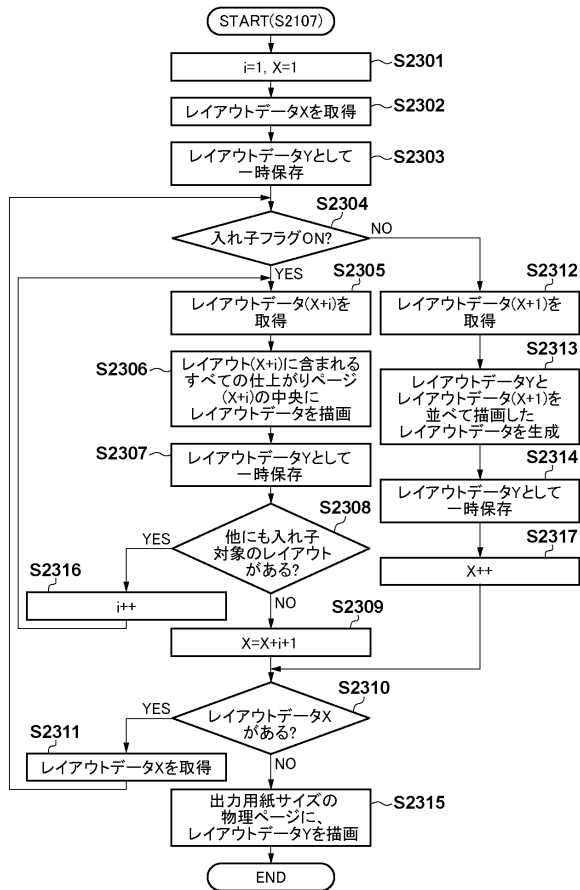 START(S2107)
S2301
i=1, X=1
S2302
レイアウトデータXを取得
S2303
レイアウトデータYとして
一時保存
S2304
入れ子フラグON?
NO
YES
S2305
レイアウトデータ(X+i)を
取得
S2312
レイアウトデータ(X+1)を
取得
S2306
レイアウト(X+i)に含まれる
すべての仕上がりページ
(X+i)の中央に
レイアウトデータを描画
S2313
レイアウトデータYと
レイアウトデータ(X+1)を
並べて描画した
レイアウトデータを生成
S2307
レイアウトデータYとして
一時保存
S2314
レイアウトデータYとして
一時保存
S2308
他にも入れ子
対象のレイアウト
がある?
YES
NO
S2317
X++
S2316
i++
S2309
X=X+i+1
S2310
レイアウトデータX
がある?
YES
NO
S2311
レイアウトデータXを取得
S2315
出力用紙サイズの
物理ページに、
レイアウトデータYを描画
END